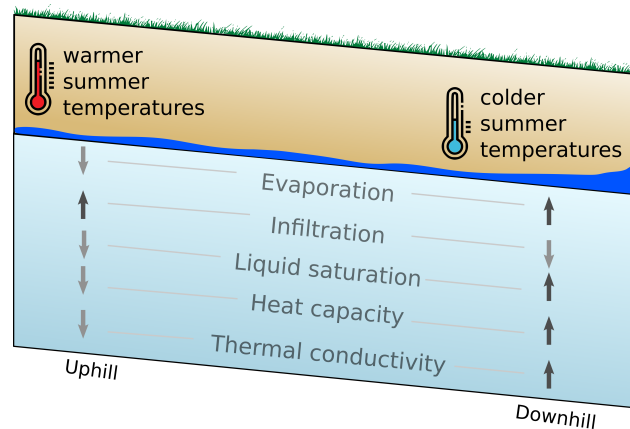 warmer
summer
temperatures
colder
summer
temperatures
Evaporation
Infiltration
Liquid saturation
Heat capacity
Thermal conductivity
Uphill
Downhill